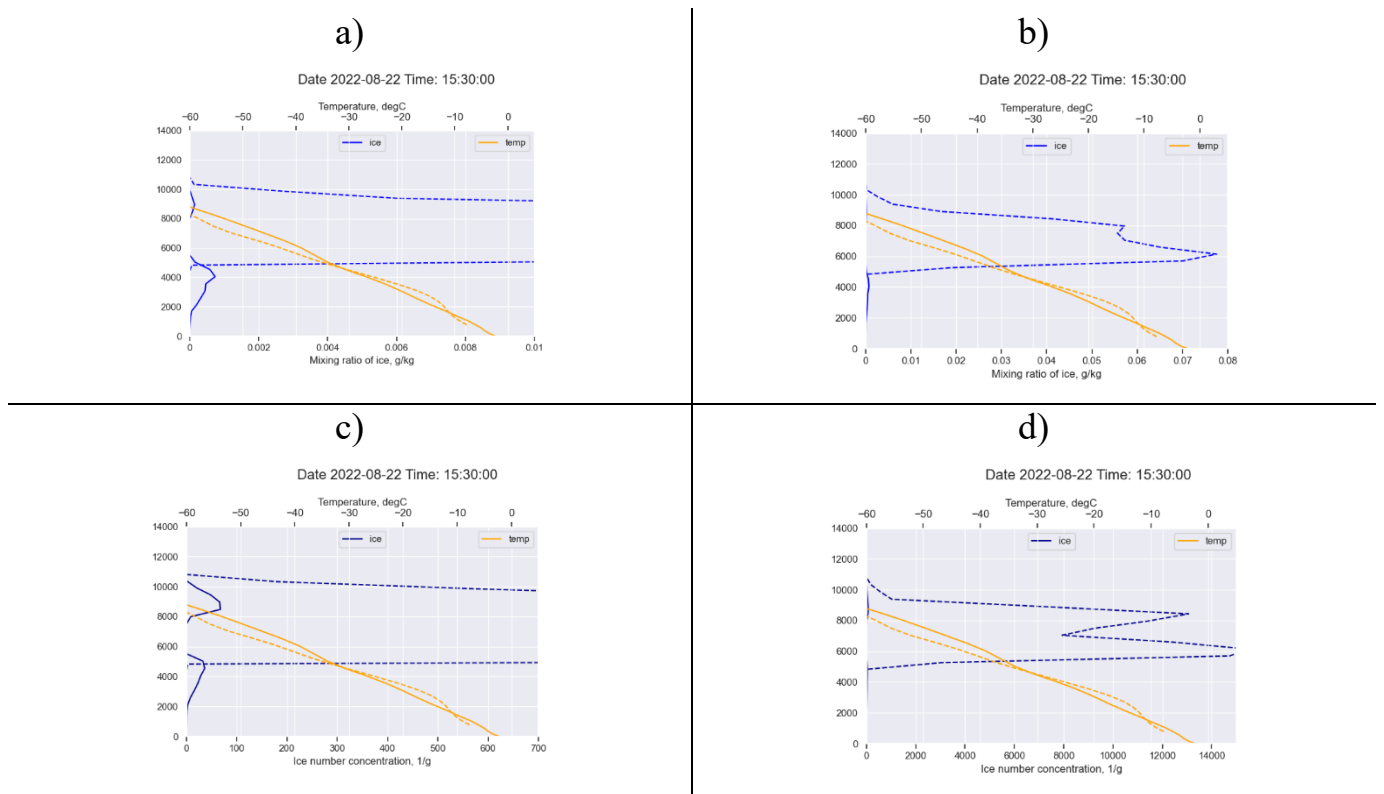 a)
Date 2022-08-22 Time: 15:30:00
Temperature, degC
−60 −50 −40 −30 −20 −10 0
ice
temp
14000
12000
10000
8000
6000
4000
2000
0
0 0.002 0.004 0.006 0.008 0.01
Mixing ratio of ice, g/kg
b)
Date 2022-08-22 Time: 15:30:00
Temperature, degC
−60 −50 −40 −30 −20 −10 0
ice
temp
14000
12000
10000
8000
6000
4000
2000
0
0 0.01 0.02 0.03 0.04 0.05 0.06 0.07 0.08
Mixing ratio of ice, g/kg
c)
Date 2022-08-22 Time: 15:30:00
Temperature, degC
−60 −50 −40 −30 −20 −10 0
ice
temp
14000
12000
10000
8000
6000
4000
2000
0
0 100 200 300 400 500 600 700
Ice number concentration, 1/g
d)
Date 2022-08-22 Time: 15:30:00
Temperature, degC
−60 −50 −40 −30 −20 −10 0
ice
temp
14000
12000
10000
8000
6000
4000
2000
0
0 2000 4000 6000 8000 10000 12000 14000
Ice number concentration, 1/g